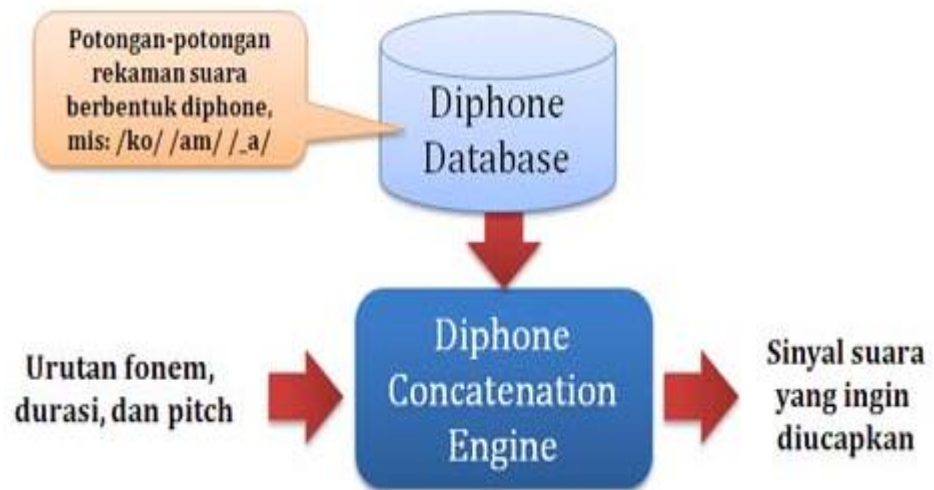 Potongan-potongan
rekaman suara
berbentuk diphone,
mis: /ko/ /am/ /_a/
Diphone
Database
Urutan fonem,
durasi, dan pitch
Diphone
Concatenation
Engine
Sinyal suara
yang ingin
diucapkan